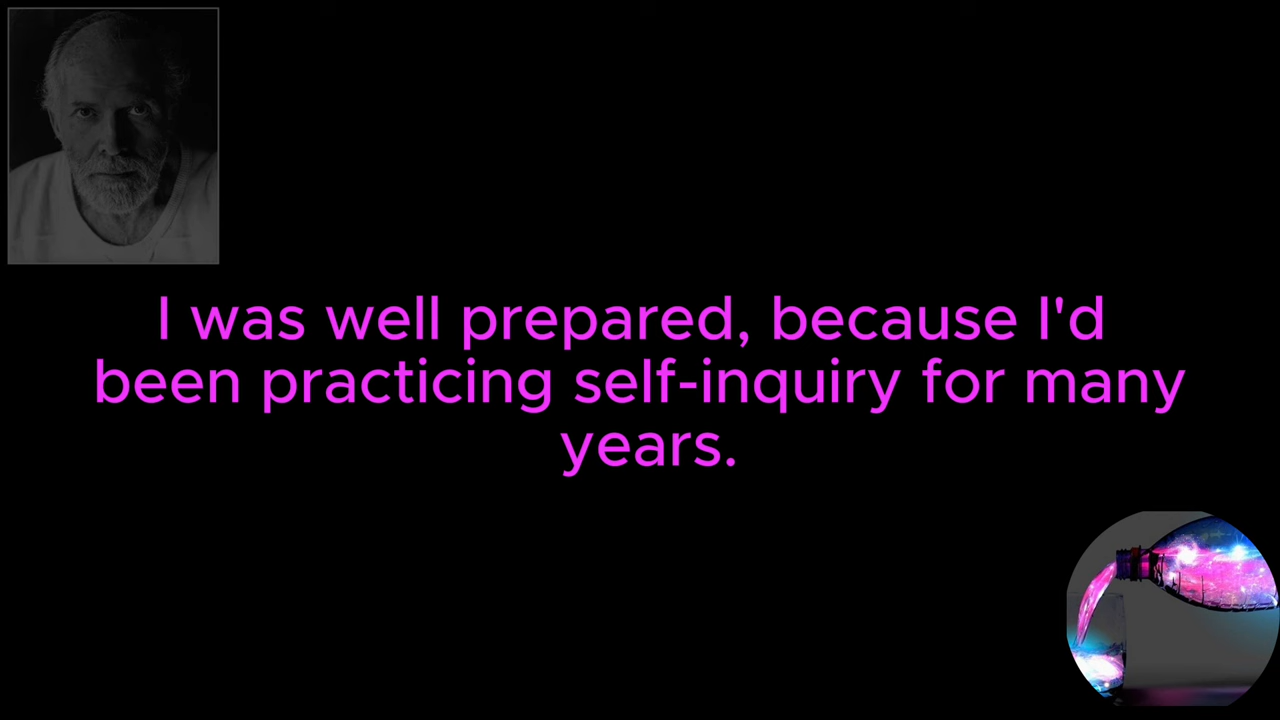 I was well prepared, because I'd
been practicing self-inquiry for many
years.